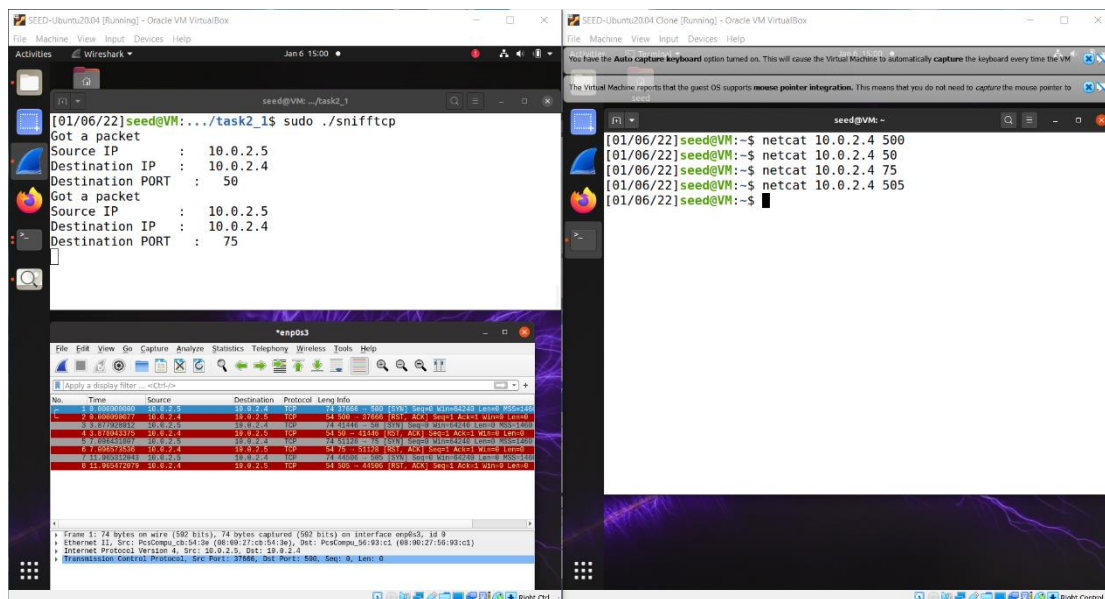 SEED-Ubuntu20.04 [Running] - Oracle VM VirtualBox
File Machine View Input Devices Help
Activities Wireshark Jan 6 15:00
seed@VM: .../task2_1
[01/06/22]seed@VM:.../task2_1$ sudo ./snifftcp
Got a packet
Source IP : 10.0.2.5
Destination IP : 10.0.2.4
Destination PORT : 50
Got a packet
Source IP : 10.0.2.5
Destination IP : 10.0.2.4
Destination PORT : 75
*enp0s3
File Edit View Go Capture Analyze Statistics Telephony Wireless Tools Help
Apply a display filter ... <Ctrl-/>
No. Time Source Destination Protocol Leng Info
1 0.000000000 10.0.2.5 10.0.2.4 TCP 74 37666 → 500 [SYN] Seq=0 Win=64240 Len=0 MSS=1460
2 10.0.2.4 10.0.2.5 TCP 54 500 → 37666 [RST, ACK] Seq=1 Ack=1 Win=0 Len=0
3 3.877928012 10.0.2.5 10.0.2.4 TCP 74 41446 → 50 [SYN] Seq=0 Win=64240 Len=0 MSS=1460
4 3.878043375 10.0.2.4 10.0.2.5 TCP 54 50 → 41446 [RST, ACK] Seq=1 Ack=1 Win=0 Len=0
5 10.0.2.5 10.0.2.4 TCP 74 51128 → 75 [SYN] Seq=0 Win=64240 Len=0 MSS=1460
6 10.0.2.4 10.0.2.5 TCP 54 75 → 51128 [RST, ACK] Seq=1 Ack=1 Win=0 Len=0
7 10.0.2.5 10.0.2.4 TCP 74 44506 → 505 [SYN] Seq=0 Win=64240 Len=0 MSS=1460
8 11.965472079 10.0.2.4 10.0.2.5 TCP 54 505 → 44506 [RST, ACK] Seq=1 Ack=1 Win=0 Len=0
Frame 1: 74 bytes on wire (592 bits), 74 bytes captured (592 bits) on interface enp0s3, id 0
Ethernet II, Src: PcsCompu_cb:54:3e (08:00:27:cb:54:3e), Dst: PcsCompu_56:93:c1 (08:00:27:56:93:c1)
Internet Protocol Version 4, Src: 10.0.2.5, Dst: 10.0.2.4
Transmission Control Protocol, Src Port: 37666, Dst Port: 500, Seq: 0, Len: 0
Right Ctrl
SEED-Ubuntu20.04 Clone [Running] - Oracle VM VirtualBox
File Machine View Input Devices Help
Activities Terminal Jan 6 15:00
You have the Auto capture keyboard option turned on. This will cause the Virtual Machine to automatically capture the keyboard every time the VM
The Virtual Machine reports that the guest OS supports mouse pointer integration. This means that you do not need to capture the mouse pointer to
seed
seed@VM: ~
[01/06/22]seed@VM:~$ netcat 10.0.2.4 500
[01/06/22]seed@VM:~$ netcat 10.0.2.4 50
[01/06/22]seed@VM:~$ netcat 10.0.2.4 75
[01/06/22]seed@VM:~$ netcat 10.0.2.4 505
[01/06/22]seed@VM:~$
Right Control